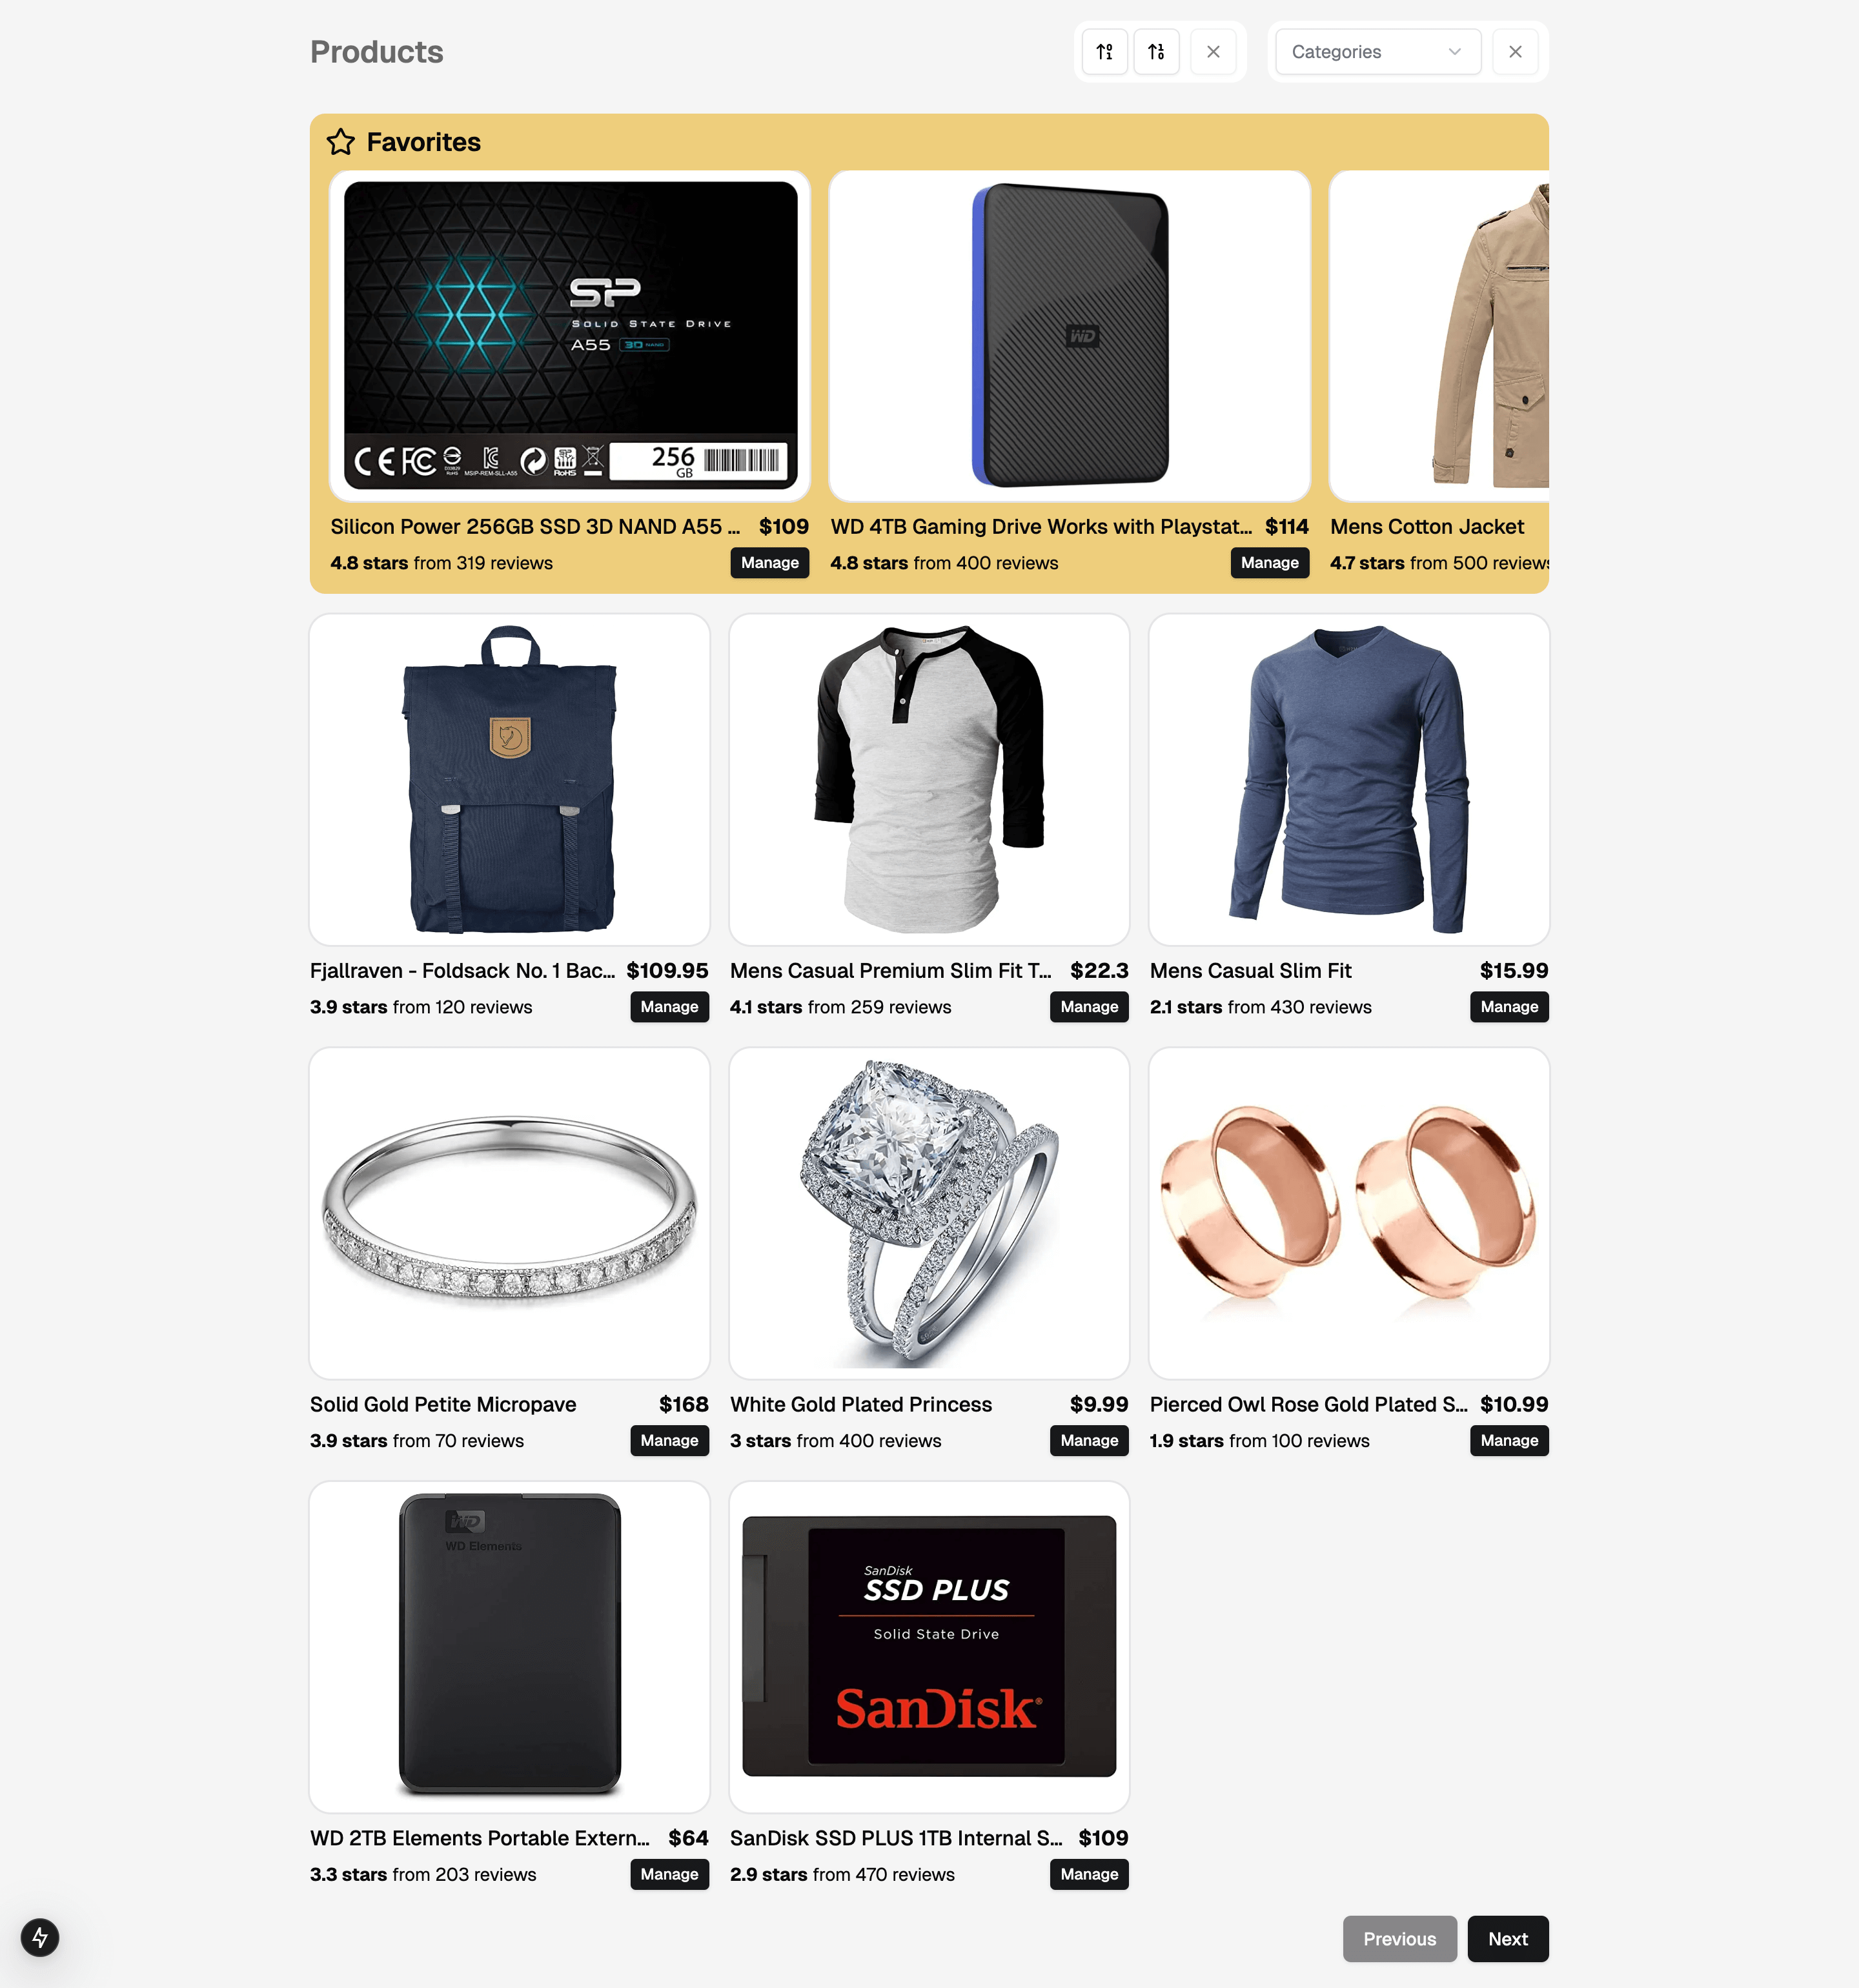 Products
Categories
Favorites
SP
SOLID STATE DRIVE
A55 3D NAND
MSIP-REM-SLL-A55
RoHS
256
GB
WD
Silicon Power 256GB SSD 3D NAND A55 ... $109
4.8 stars from 319 reviews Manage
WD 4TB Gaming Drive Works with Playstat... $114
4.8 stars from 400 reviews Manage
Mens Cotton Jacket
4.7 stars from 500 reviews
Fjallraven - Foldsack No. 1 Bac... $109.95
3.9 stars from 120 reviews Manage
Mens Casual Premium Slim Fit T... $22.3
4.1 stars from 259 reviews Manage
Mens Casual Slim Fit $15.99
2.1 stars from 430 reviews Manage
Solid Gold Petite Micropave $168
3.9 stars from 70 reviews Manage
White Gold Plated Princess $9.99
3 stars from 400 reviews Manage
Pierced Owl Rose Gold Plated S... $10.99
1.9 stars from 100 reviews Manage
WD
WD Elements
SanDisk
SSD PLUS
Solid State Drive
SanDisk®
WD 2TB Elements Portable Extern... $64
3.3 stars from 203 reviews Manage
SanDisk SSD PLUS 1TB Internal S... $109
2.9 stars from 470 reviews Manage
Previous
Next